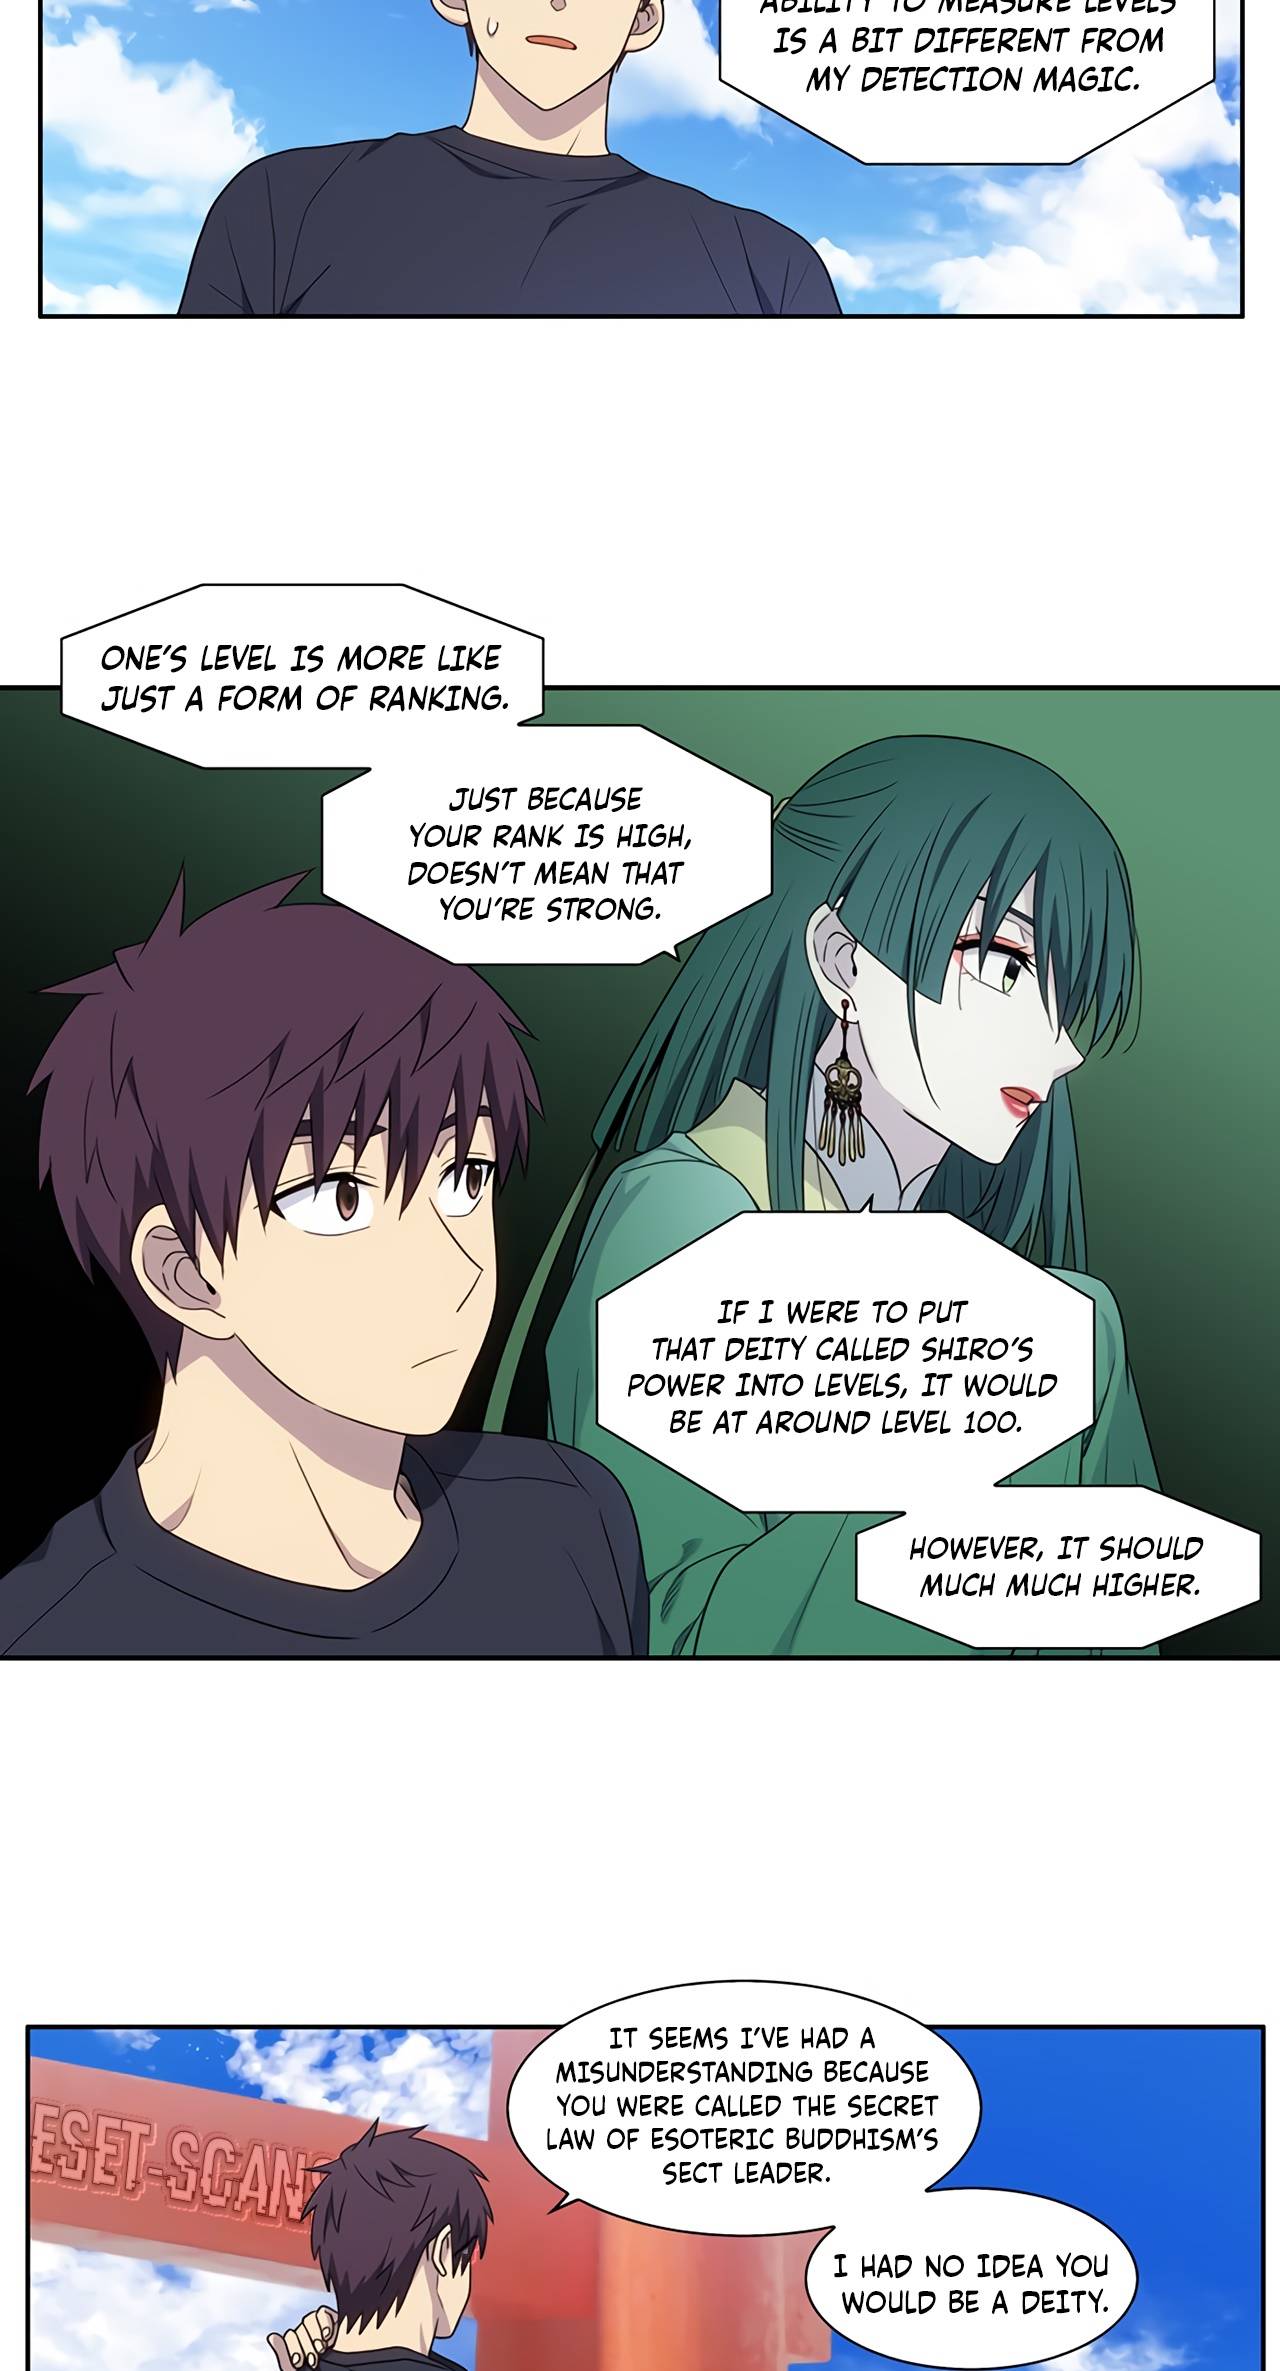 ABILITY TO MEASURE LEVELS
IS A BIT DIFFERENT FROM
MY DETECTION MAGIC.
ONE'S LEVEL IS MORE LIKE
JUST A FORM OF RANKING.
JUST BECAUSE
YOUR RANK IS HIGH,
DOESN'T MEAN THAT
YOU'RE STRONG.
IF I WERE TO PUT
THAT DEITY CALLED SHIRO'S
POWER INTO LEVELS, IT WOULD
BE AT AROUND LEVEL 100.
HOWEVER, IT SHOULD
MUCH MUCH HIGHER.
IT SEEMS I'VE HAD A
MISUNDERSTANDING BECAUSE
YOU WERE CALLED THE SECRET
LAW OF ESOTERIC BUDDHISM'S
SECT LEADER.
ESET-SCANS
I HAD NO IDEA YOU
WOULD BE A DEITY.